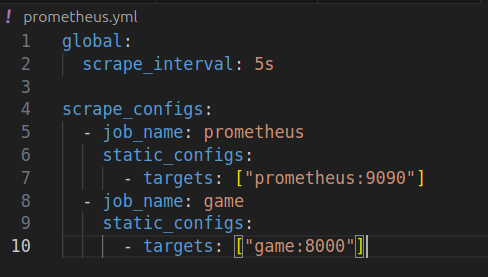 ! prometheus.yml
1 global:
2   scrape_interval: 5s
3
4 scrape_configs:
5   - job_name: prometheus
6     static_configs:
7       - targets: ["prometheus:9090"]
8   - job_name: game
9     static_configs:
10       - targets: ["game:8000"]